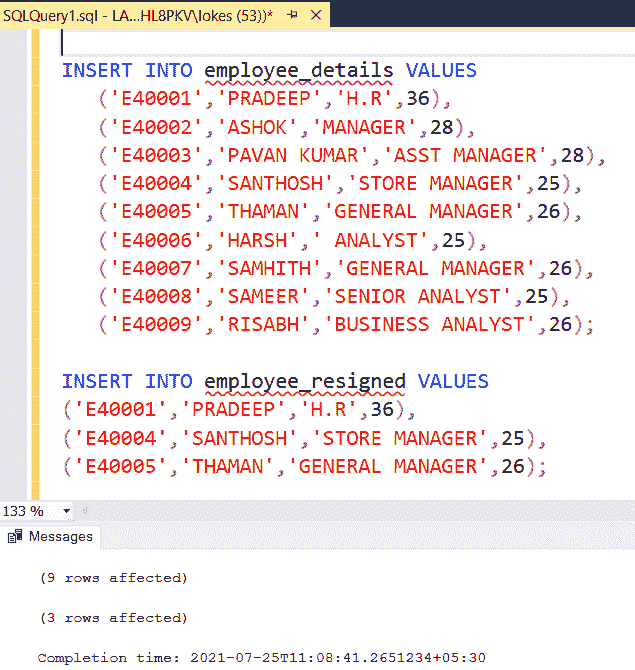 SQLQuery1.sql - LA...HL8PKV\lokes (53))*
INSERT INTO employee_details VALUES
('E40001','PRADEEP','H.R',36),
('E40002','ASHOK','MANAGER',28),
('E40003','PAVAN KUMAR','ASST MANAGER',28),
('E40004','SANTHOSH','STORE MANAGER',25),
('E40005','THAMAN','GENERAL MANAGER',26),
('E40006','HARSH',' ANALYST',25),
('E40007','SAMHITH','GENERAL MANAGER',26),
('E40008','SAMEER','SENIOR ANALYST',25),
('E40009','RISABH','BUSINESS ANALYST',26);
INSERT INTO employee_resigned VALUES
('E40001','PRADEEP','H.R',36),
('E40004','SANTHOSH','STORE MANAGER',25),
('E40005','THAMAN','GENERAL MANAGER',26);
133 %
Messages
(9 rows affected)
(3 rows affected)
Completion time: 2021-07-25T11:08:41.2651234+05:30